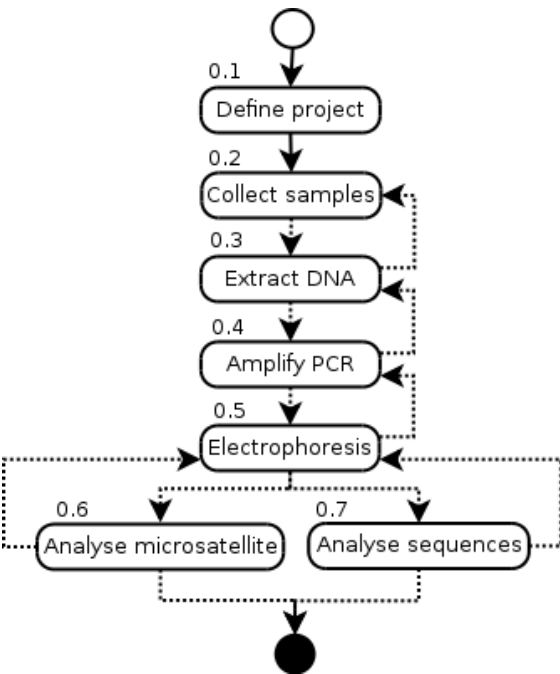 0.1
Define project
0.2
Collect samples
0.3
Extract DNA
0.4
Amplify PCR
0.5
Electrophoresis
0.6
Analyse microsatellite
0.7
Analyse sequences